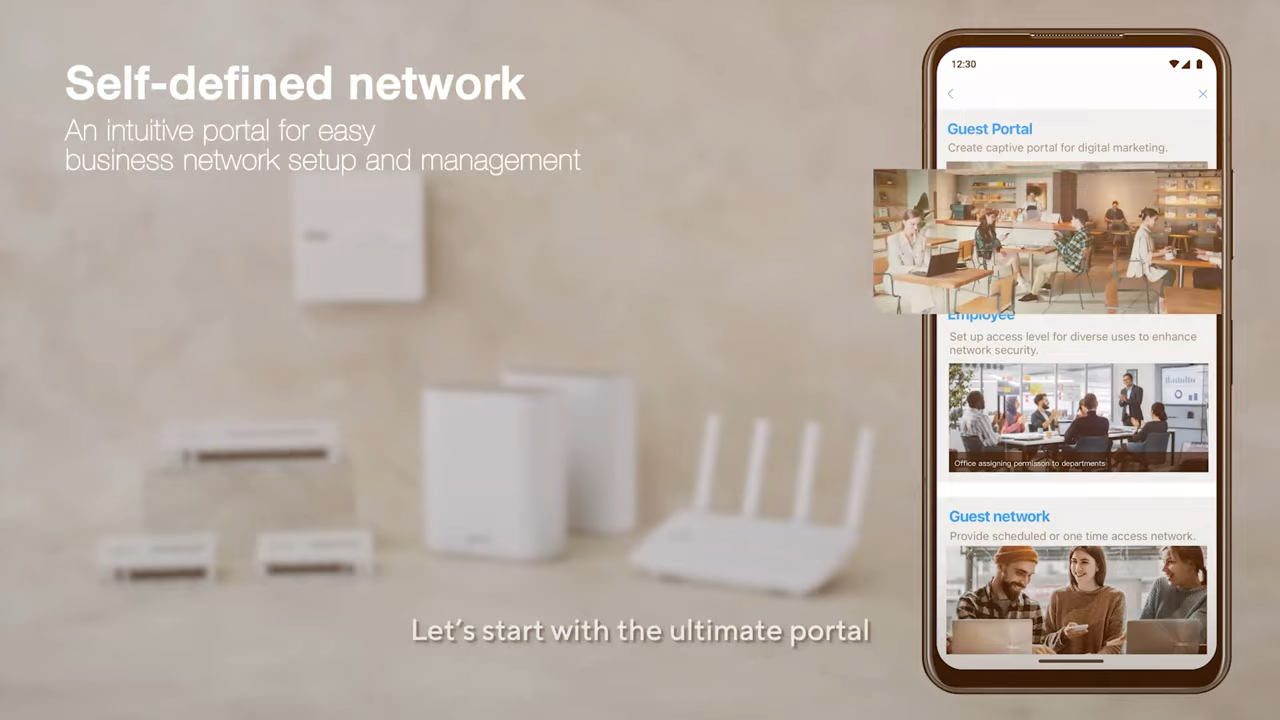 Self-defined network
An intuitive portal for easy
business network setup and management
12:30
Guest Portal
Create captive portal for digital marketing.
Employee
Set up access level for diverse uses to enhance
network security.
Office assigning permisson to departments
Guest network
Provide scheduled or one time access network.
Let's start with the ultimate portal